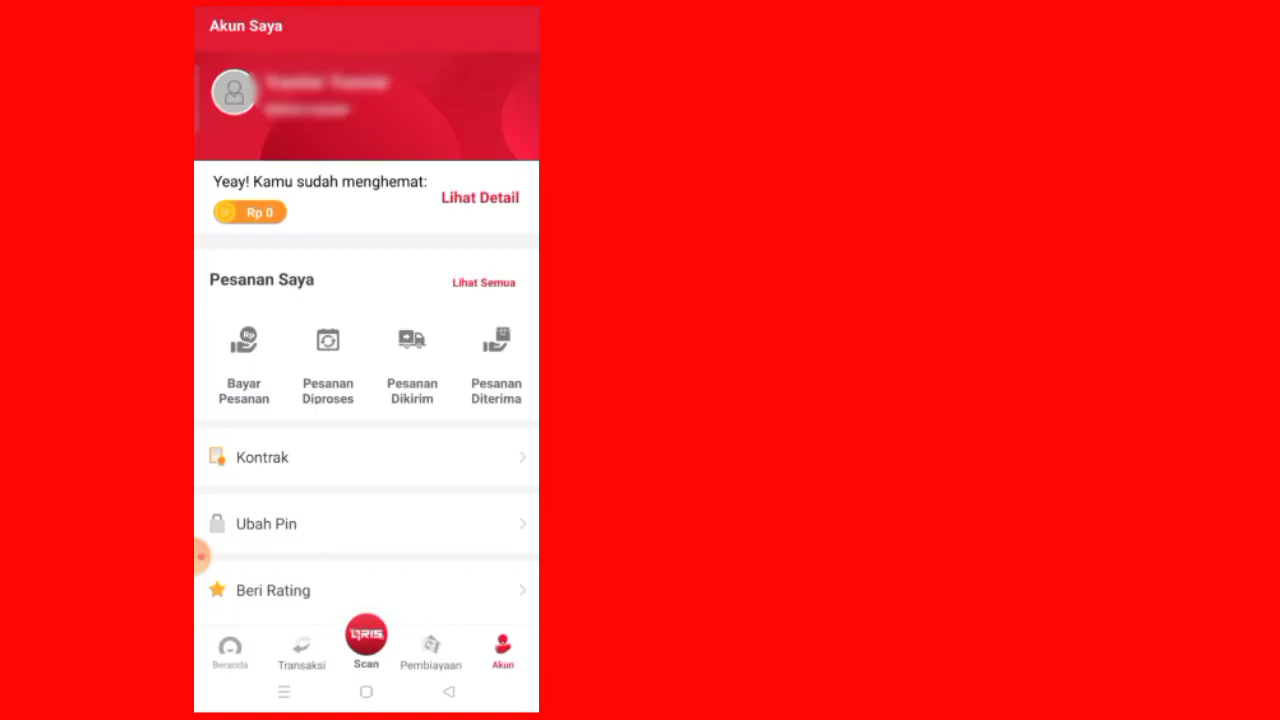 Akun Saya
Yeay! Kamu sudah menghemat:
Lihat Detail
Rp 0
Pesanan Saya
Lihat Semua
Rp
Bayar
Pesanan
Pesanan
Diproses
Pesanan
Dikirim
Pesanan
Diterima
Kontrak
Ubah Pin
Beri Rating
QRIS
Beranda
Transaksi
Scan
Pembiayaan
Akun